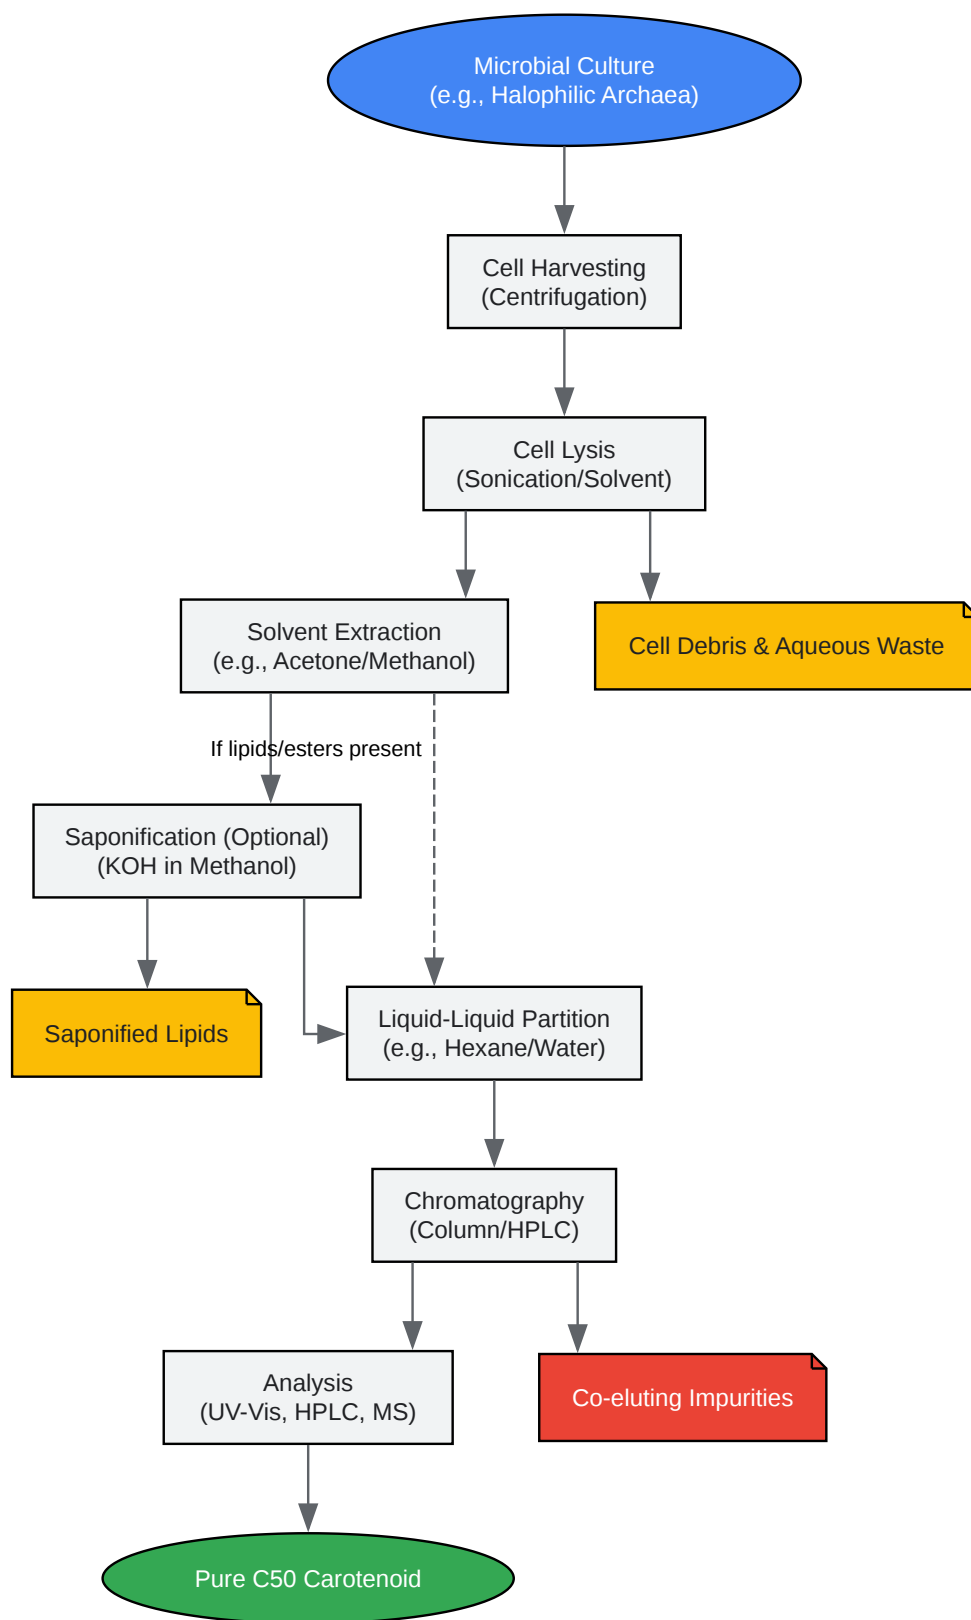 Microbial Culture
(e.g., Halophilic Archaea)
Cell Harvesting
(Centrifugation)
Cell Lysis
(Sonication/Solvent)
Solvent Extraction
(e.g., Acetone/Methanol)
Cell Debris & Aqueous Waste
If lipids/esters present
Saponification (Optional)
(KOH in Methanol)
Saponified Lipids
Liquid-Liquid Partition
(e.g., Hexane/Water)
Chromatography
(Column/HPLC)
Analysis
(UV-Vis, HPLC, MS)
Co-eluting Impurities
Pure C50 Carotenoid